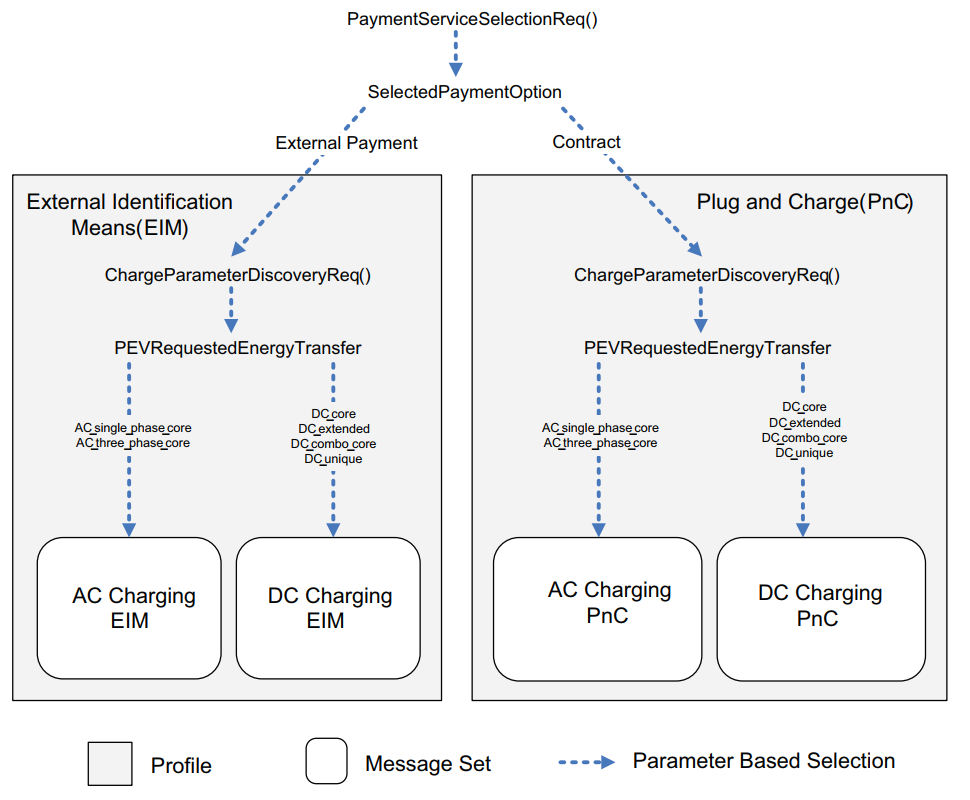 PaymentServiceSelectionReq()
SelectedPaymentOption
External Payment
Contract
External Identification
Means(EIM)
Plug and Charge(PnC)
ChargeParameterDiscoveryReq()
ChargeParameterDiscoveryReq()
PEVRequestedEnergyTransfer
PEVRequestedEnergyTransfer
AC_single_phase_core
AC_three_phase_core
DC_core
DC_extended
DC_combo_core
DC_unique
AC_single_phase_core
AC_three_phase_core
DC_core
DC_extended
DC_combo_core
DC_unique
AC Charging
EIM
DC Charging
EIM
AC Charging
PnC
DC Charging
PnC
Profile
Message Set
Parameter Based Selection